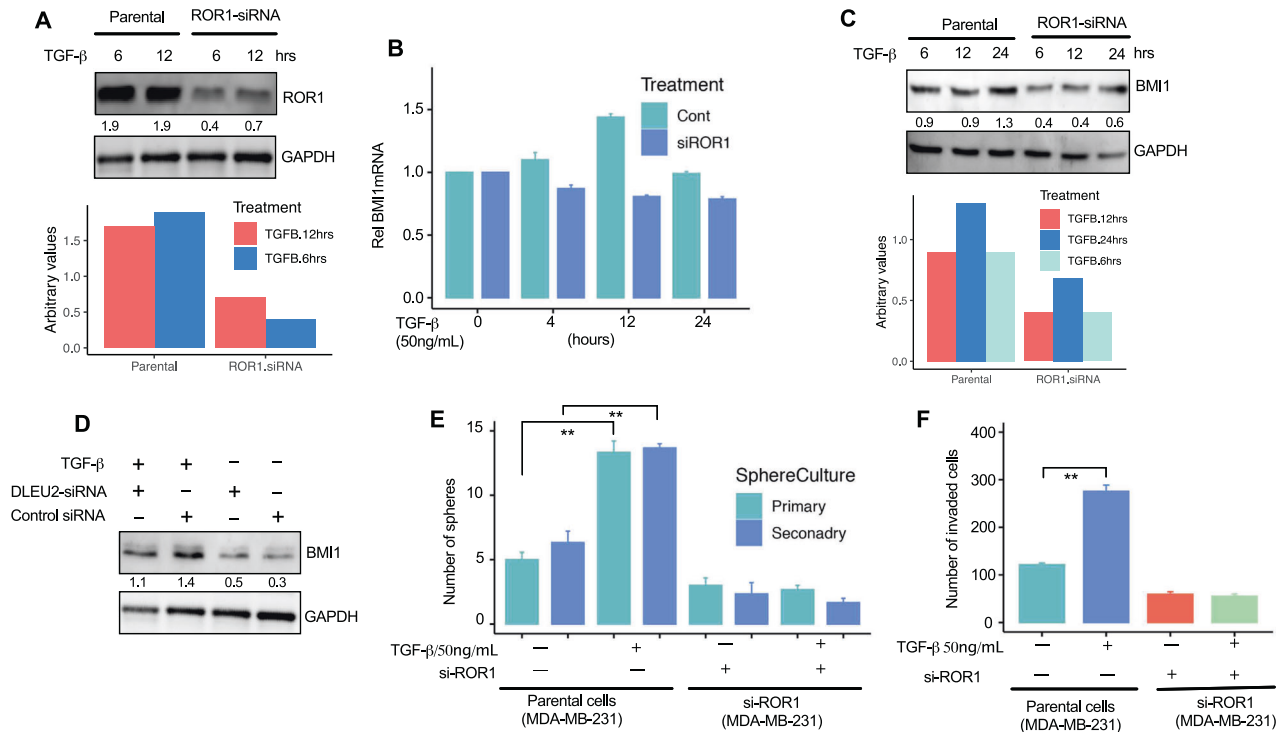 A
Parental ROR1-siRNA
TGF-β 6 12 6 12 hrs
ROR1
1.9 1.9 0.4 0.7
GAPDH
Treatment
TGFB.12hrs
TGFB.6hrs
Arbitrary values
1.5
1.0
0.5
0.0
Parental ROR1.siRNA
B
Treatment
Cont
siROR1
Rel BMI1mRNA
1.5
1.0
0.5
0.0
TGF-β 0 4 12 24
(50ng/mL) (hours)
C
Parental ROR1-siRNA
TGF-β 6 12 24 6 12 24 hrs
BMI1
0.9 0.9 1.3 0.4 0.4 0.6
GAPDH
Treatment
TGFB.12hrs
TGFB.24hrs
TGFB.6hrs
Arbitrary values
1.0
0.5
0.0
Parental ROR1.siRNA
D
TGF-β + + – –
DLEU2-siRNA + – + –
Control siRNA – + – +
BMI1
1.1 1.4 0.5 0.3
GAPDH
E
** **
SphereCulture
Primary
Seconadry
Number of spheres
15
10
5
0
TGF-β/50ng/mL — + — +
si-ROR1 — — + +
Parental cells si-ROR1
(MDA-MB-231) (MDA-MB-231)
F
**
Number of invaded cells
400
300
200
100
0
TGF-β 50ng/mL — + — +
si-ROR1 — — + +
Parental cells si-ROR1
(MDA-MB-231) (MDA-MB-231)